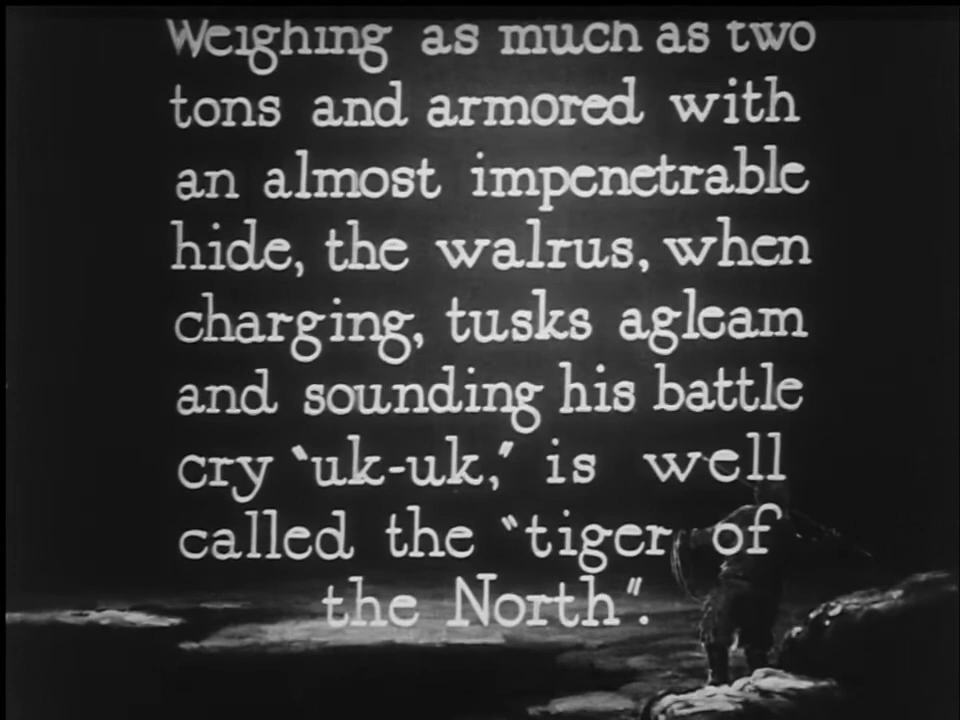 Weighing as much as two
tons and armored with
an almost impenetrable
hide, the walrus, when
charging, tusks agleam
and sounding his battle
cry "uk-uk," is well
called the "tiger of
the North".